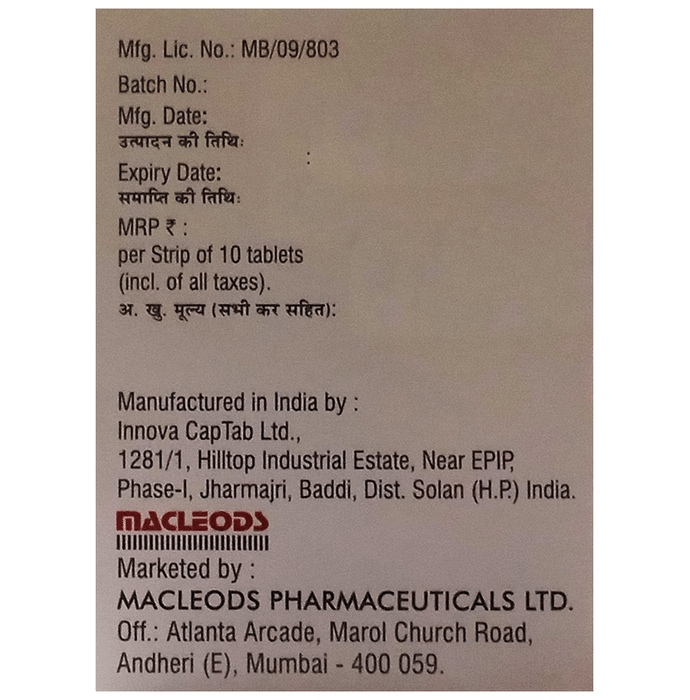 Mfg. Lic. No.: MB/09/803
Batch No.:
Mfg. Date:
उत्पादन की तिथिः
:
Expiry Date:
समाप्ति की तिथिः
MRP ₹ :
per Strip of 10 tablets
(incl. of all taxes).
अ. खु. मूल्य (सभी कर सहित):
Manufactured in India by :
Innova CapTab Ltd.,
1281/1, Hilltop Industrial Estate, Near EPIP,
Phase-I, Jharmajri, Baddi, Dist. Solan (H.P.) India.
MACLEODS
Marketed by :
MACLEODS PHARMACEUTICALS LTD.
Off.: Atlanta Arcade, Marol Church Road,
Andheri (E), Mumbai - 400 059.